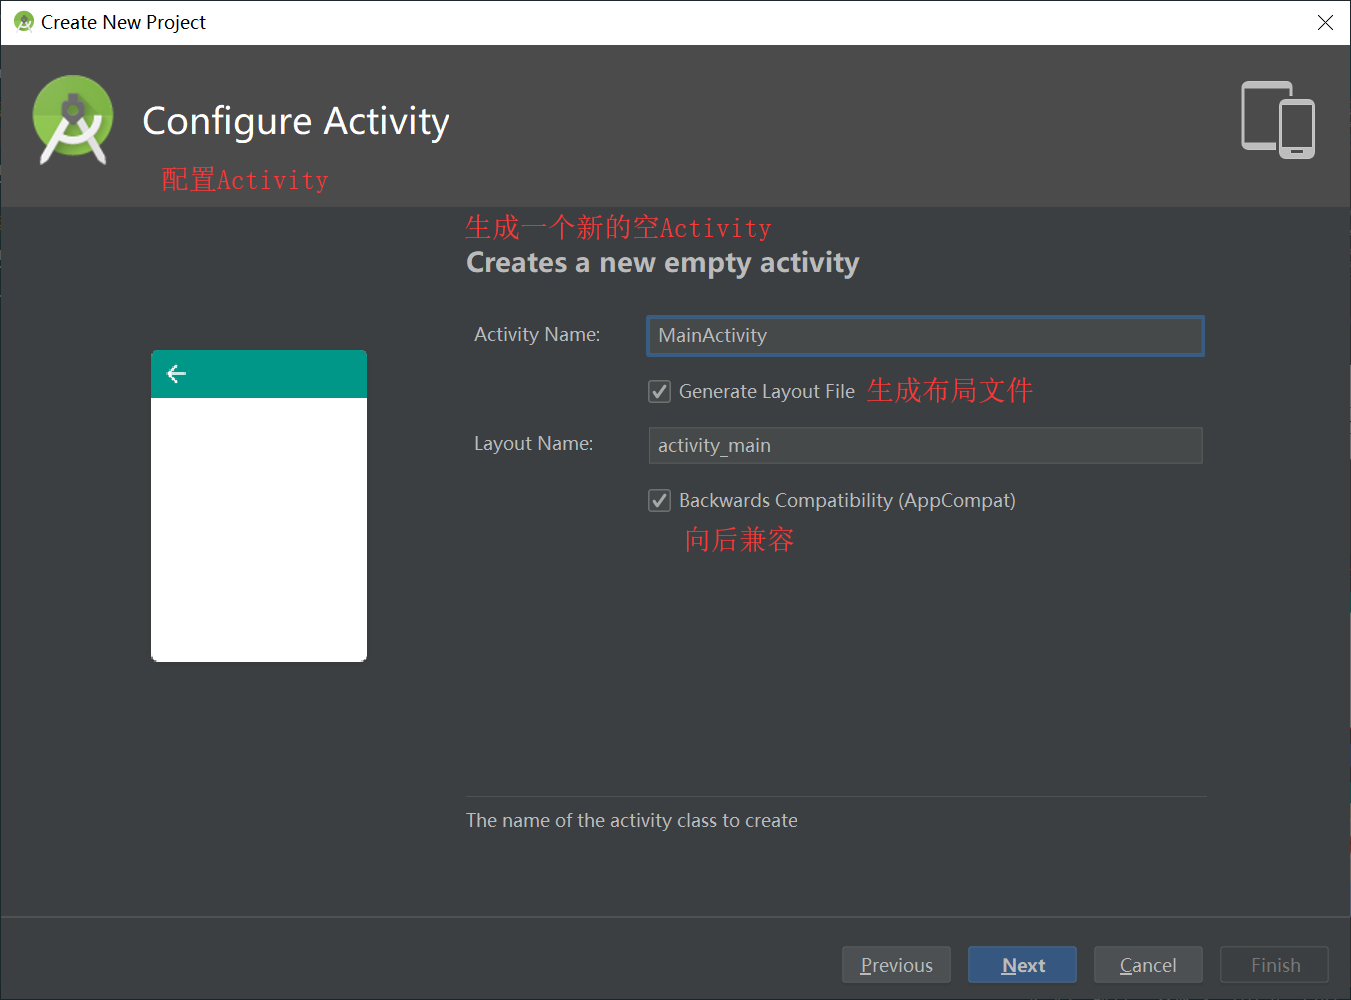 Create New Project
Configure Activity
配置Activity
生成一个新的空Activity
Creates a new empty activity
Activity Name:
MainActivity
Generate Layout File 生成布局文件
Layout Name:
activity_main
Backwards Compatibility (AppCompat)
向后兼容
The name of the activity class to create
Previous
Next
Cancel
Finish